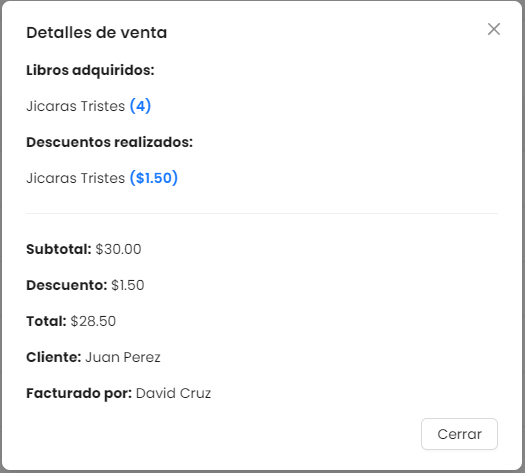 Detalles de venta
Libros adquiridos:
Jicaras Tristes (4)
Descuentos realizados:
Jicaras Tristes ($1.50)
Subtotal: $30.00
Descuento: $1.50
Total: $28.50
Cliente: Juan Perez
Facturado por: David Cruz
Cerrar